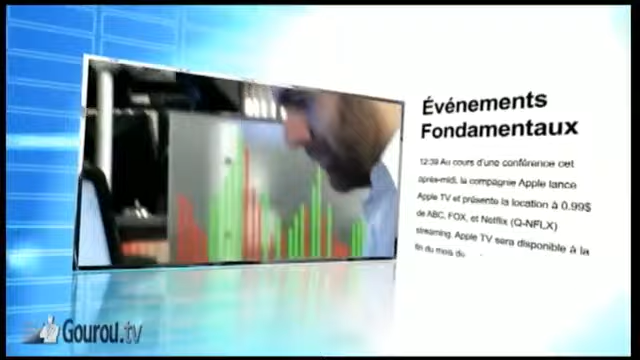 Événements
Fondamentaux
12:39 Au cours d'une conférence cet
après-midi, la compagnie Apple lance
Apple TV et présente la location à 0.99$
de ABC, FOX, et Netflix (Q-NFLX)
streaming. Apple TV sera disponible à la
fin du mois de
Gourou.tv